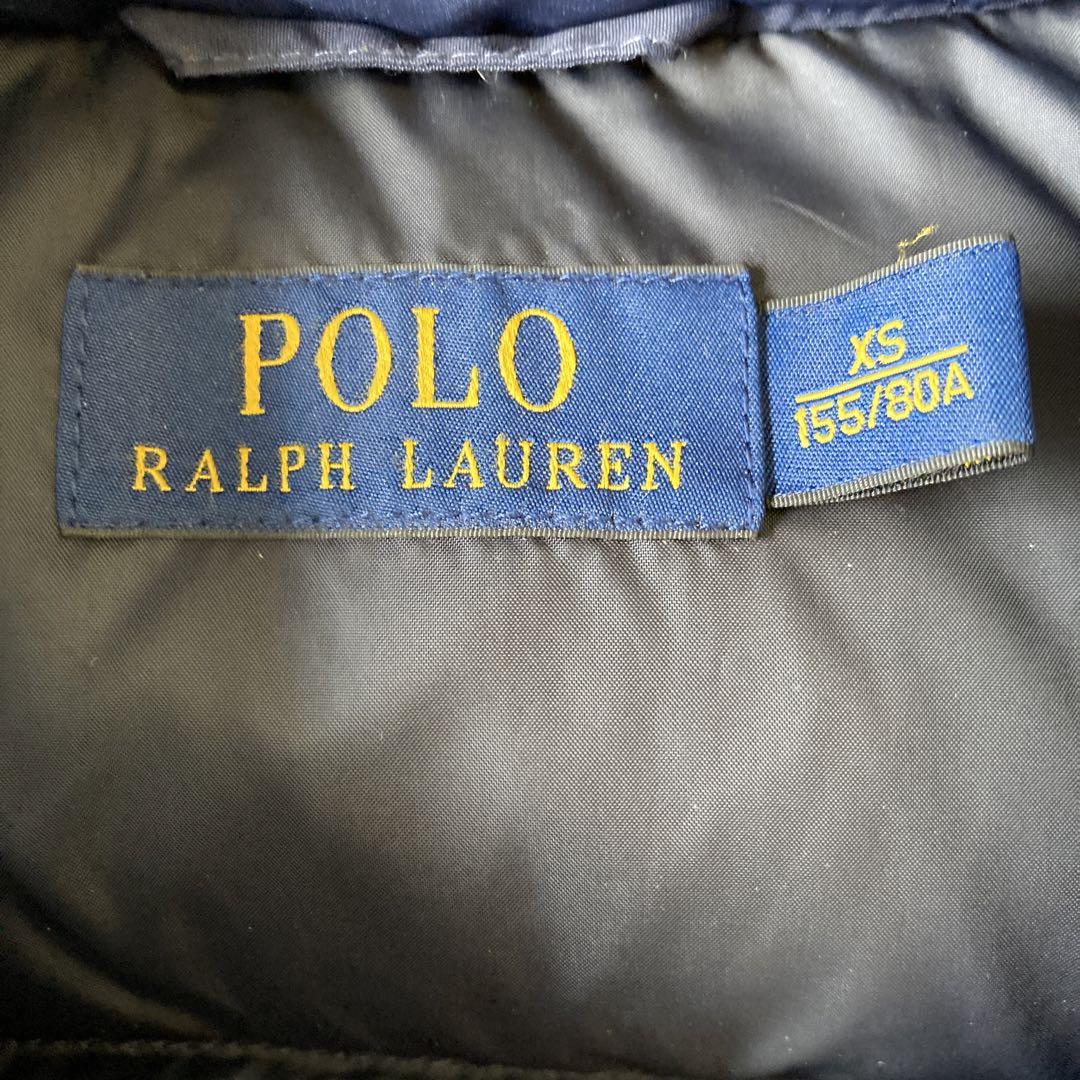 POLO
RALPH LAUREN
XS
155/80A